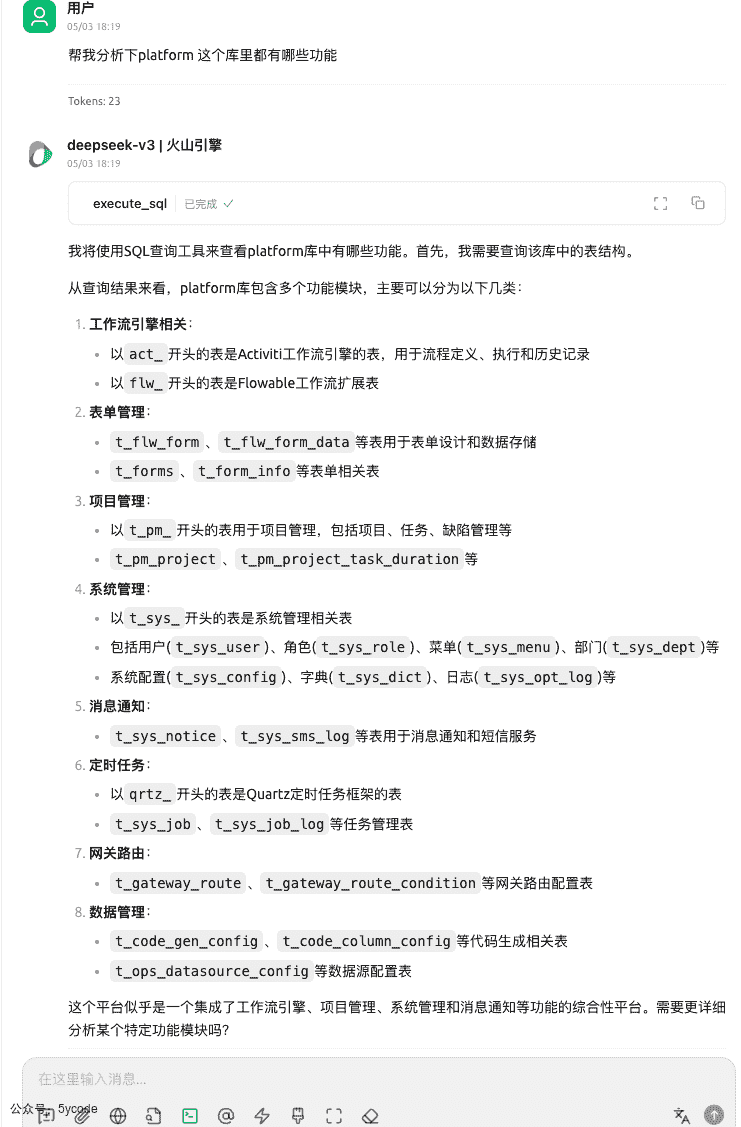 用户
05/03 18:19
帮我分析下platform 这个库里都有哪些功能
Tokens: 23
deepseek-v3 | 火山引擎
05/03 18:19
execute_sql 已完成
我将使用SQL查询工具来查看platform库中有哪些功能。首先，我需要查询该库中的表结构。
从查询结果来看，platform库包含多个功能模块，主要可以分为以下几类：
1. 工作流引擎相关：
• 以 act_ 开头的表是Activiti工作流引擎的表，用于流程定义、执行和历史记录
• 以 flw_ 开头的表是Flowable工作流扩展表
2. 表单管理：
• t_flw_form 、 t_flw_form_data 等表用于表单设计和数据存储
• t_forms 、 t_form_info 等表单相关表
3. 项目管理：
• 以 t_pm_ 开头的表用于项目管理，包括项目、任务、缺陷管理等
• t_pm_project 、 t_pm_project_task_duration 等
4. 系统管理：
• 以 t_sys_ 开头的表是系统管理相关表
• 包括用户( t_sys_user )、角色( t_sys_role )、菜单( t_sys_menu )、部门( t_sys_dept )等
• 系统配置( t_sys_config )、字典( t_sys_dict )、日志( t_sys_opt_log )等
5. 消息通知：
• t_sys_notice 、 t_sys_sms_log 等表用于消息通知和短信服务
6. 定时任务：
• 以 qrtz_ 开头的表是Quartz定时任务框架的表
• t_sys_job 、 t_sys_job_log 等任务管理表
7. 网关路由：
• t_gateway_route 、 t_gateway_route_condition 等网关路由配置表
8. 数据管理：
• t_code_gen_config 、 t_code_column_config 等代码生成相关表
• t_ops_datasource_config 等数据源配置表
这个平台似乎是一个集成了工作流引擎、项目管理、系统管理和消息通知等功能的综合性平台。需要更详细
分析某个特定功能模块吗？
在这里输入消息...
公众号：5ycode